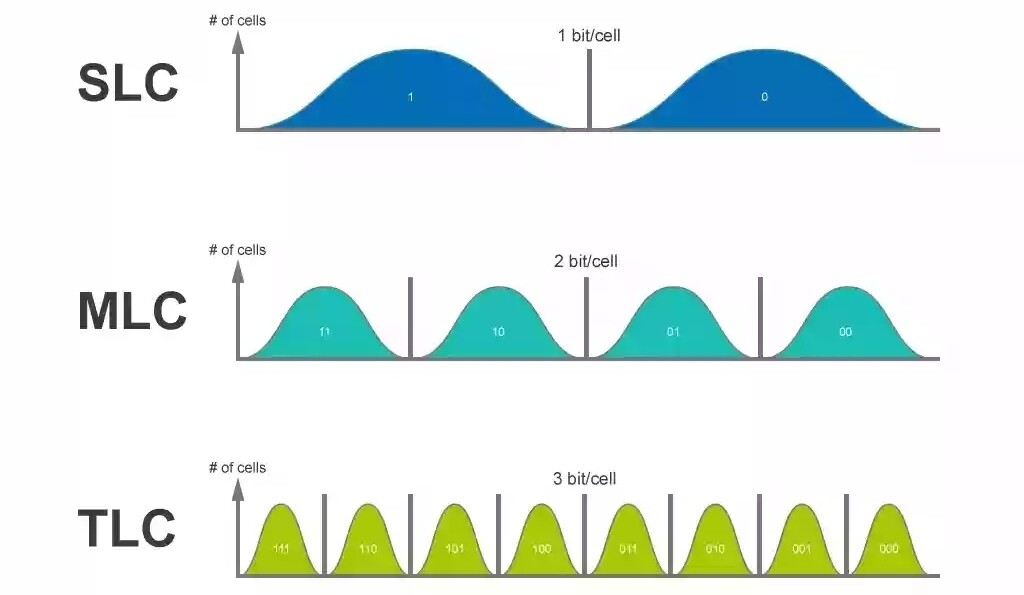 # of cells
1 bit/cell
SLC
1
0
# of cells
2 bit/cell
MLC
11
10
01
00
# of cells
3 bit/cell
TLC
111
110
101
100
011
010
001
000